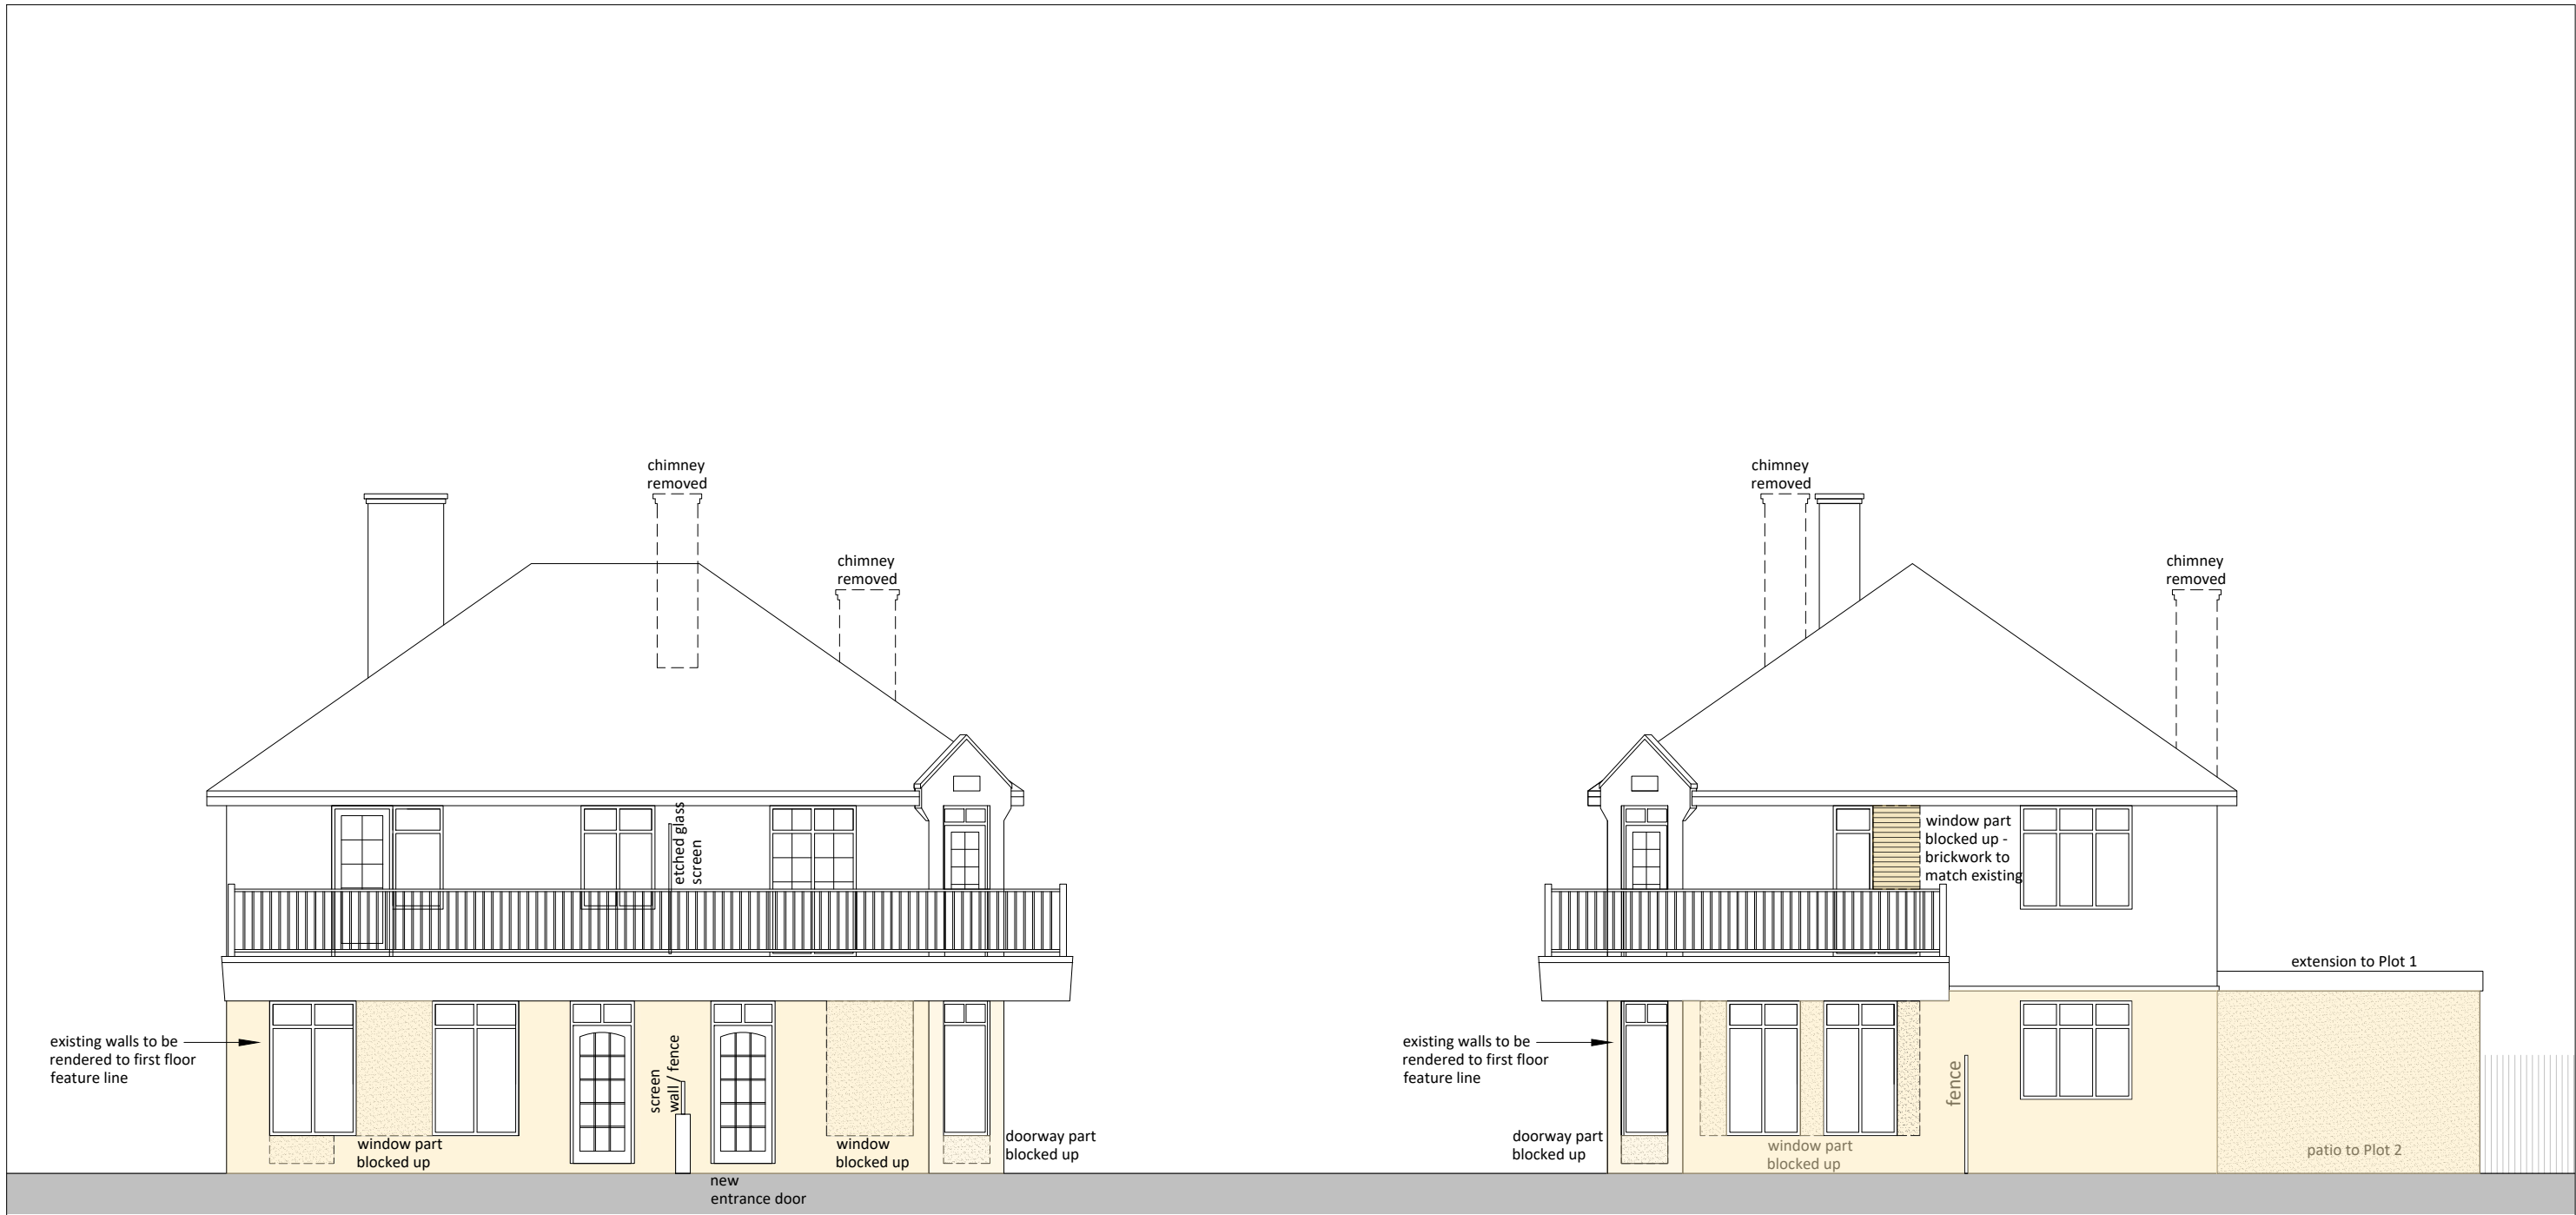 chimney
removed
chimney
removed
etched glass
screen
existing walls to be
rendered to first floor
feature line
window part
blocked up
screen
wall / fence
new
entrance door
window
blocked up
doorway part
blocked up
chimney
removed
chimney
removed
window part
blocked up -
brickwork to
match existing
extension to Plot 1
existing walls to be
rendered to first floor
feature line
doorway part
blocked up
window part
blocked up
fence
patio to Plot 2